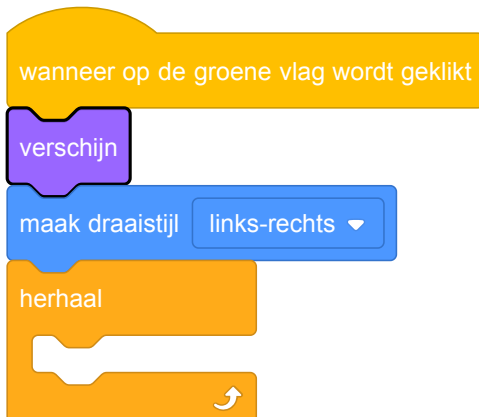 wanneer op de groene vlag wordt geklikt
verschijn
maak draaistijl links-rechts
herhaal